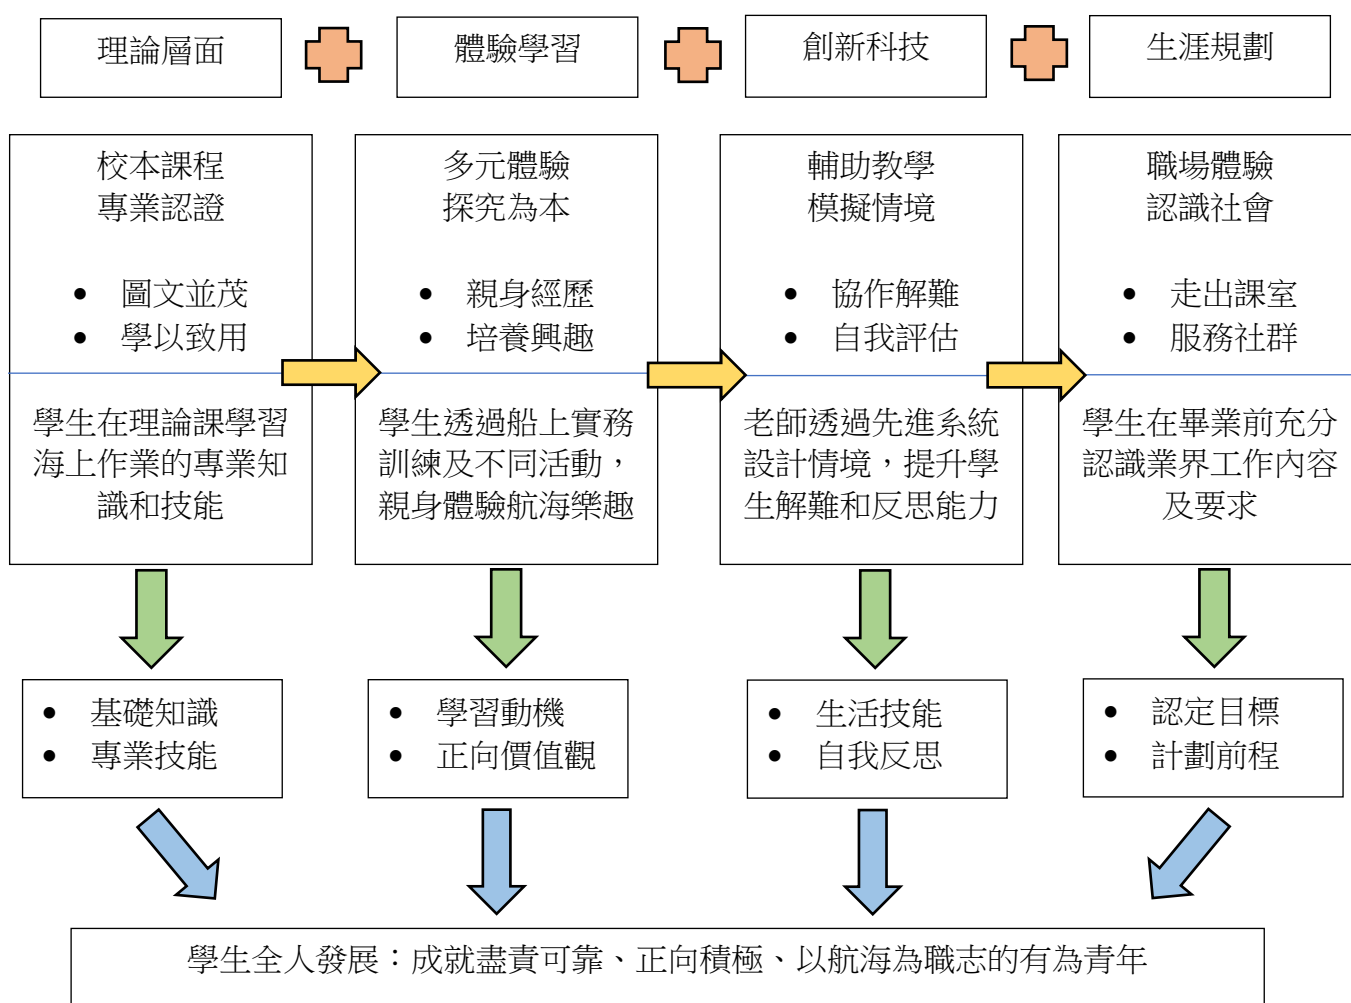 理論層面
體驗學習
創新科技
生涯規劃
校本課程
專業認證
• 圖文並茂
• 學以致用
學生在理論課學習
海上作業的專業知
識和技能
多元體驗
探究為本
• 親身經歷
• 培養興趣
學生透過船上實務
訓練及不同活動，
親身體驗航海樂趣
輔助教學
模擬情境
• 協作解難
• 自我評估
老師透過先進系統
設計情境，提升學
生解難和反思能力
職場體驗
認識社會
• 走出課室
• 服務社群
學生在畢業前充分
認識業界工作內容
及要求
• 基礎知識
• 專業技能
• 學習動機
• 正向價值觀
• 生活技能
• 自我反思
• 認定目標
• 計劃前程
學生全人發展：成就盡責可靠、正向積極、以航海為職志的有為青年